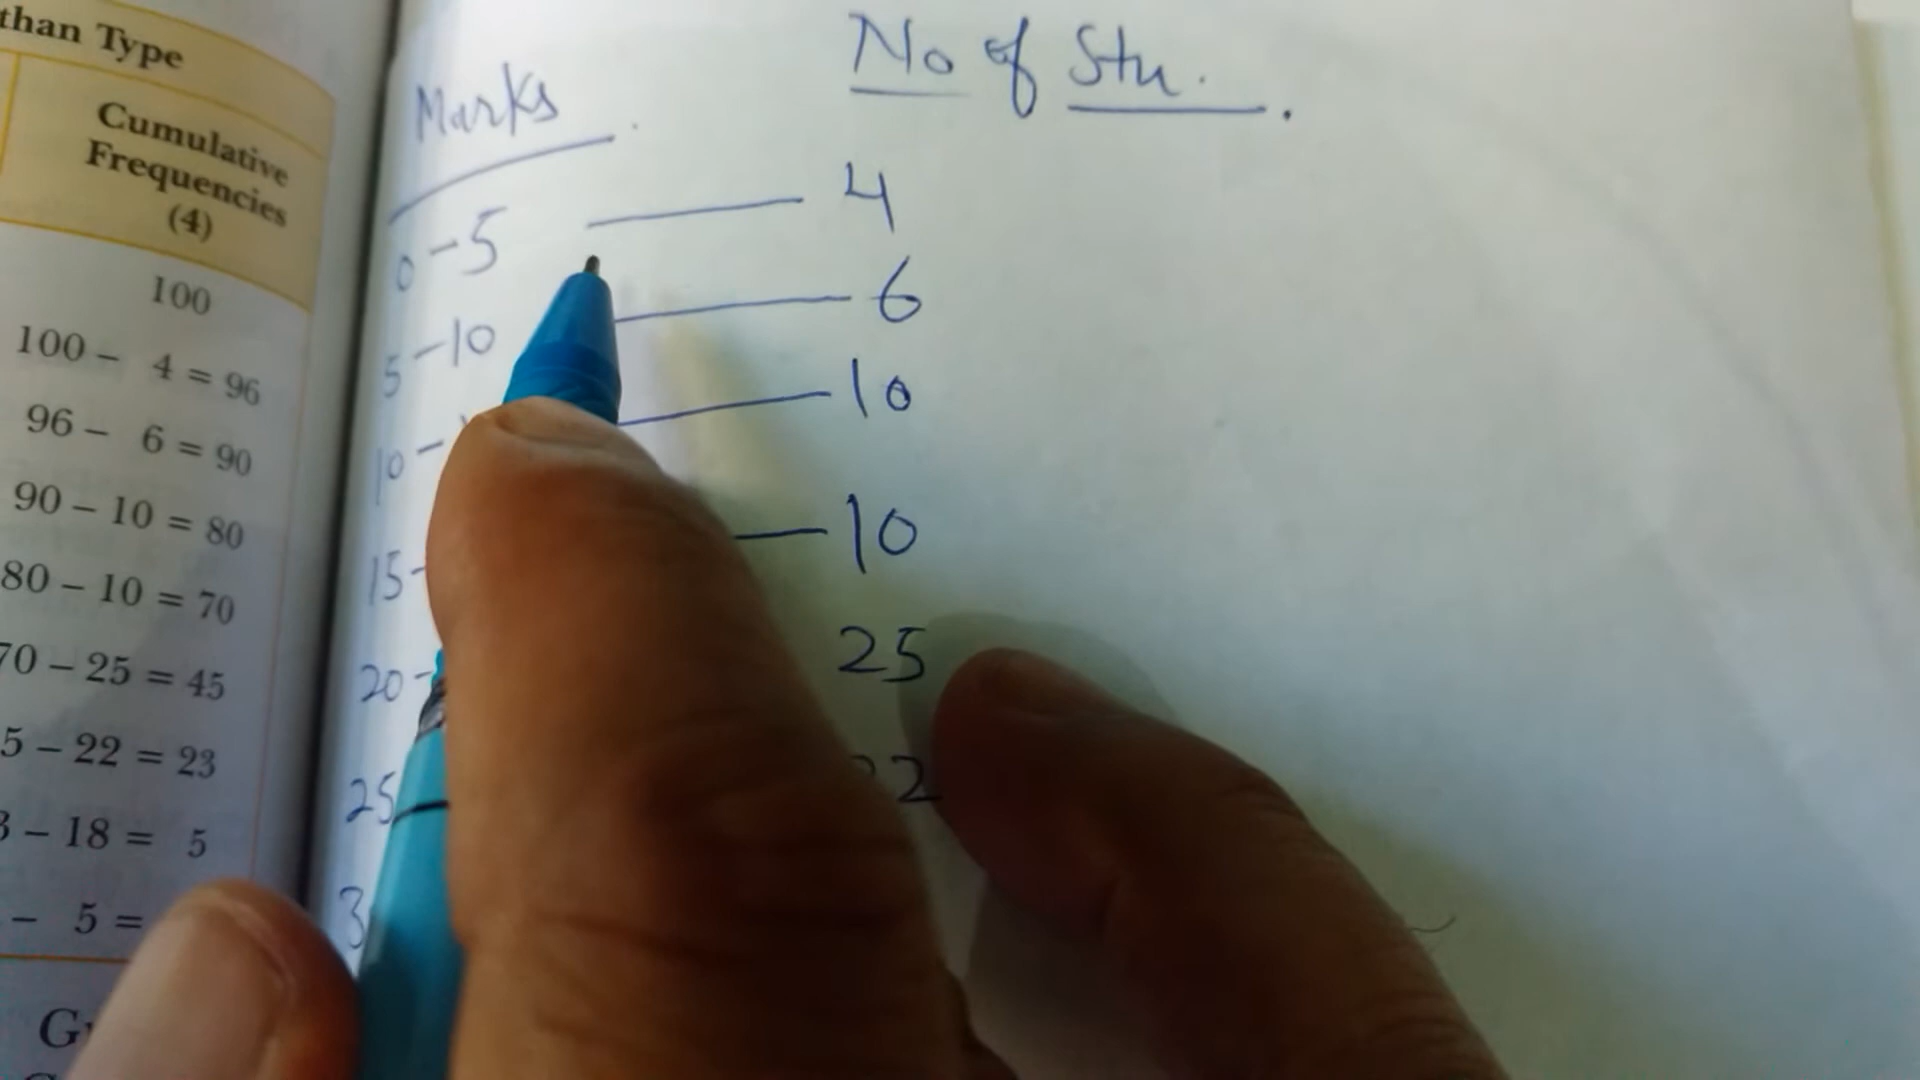 than Type
Cumulative
Frequencies
(4)
100
100 - 4 = 96
96 - 6 = 90
90 - 10 = 80
80 - 10 = 70
70 - 25 = 45
5 - 22 = 23
3 - 18 = 5
- 5 =
Marks
No of Stu.
0 - 5 — 4
5 - 10 — 6
10 - — 10
15 - — 10
20 - 25
25 22
3